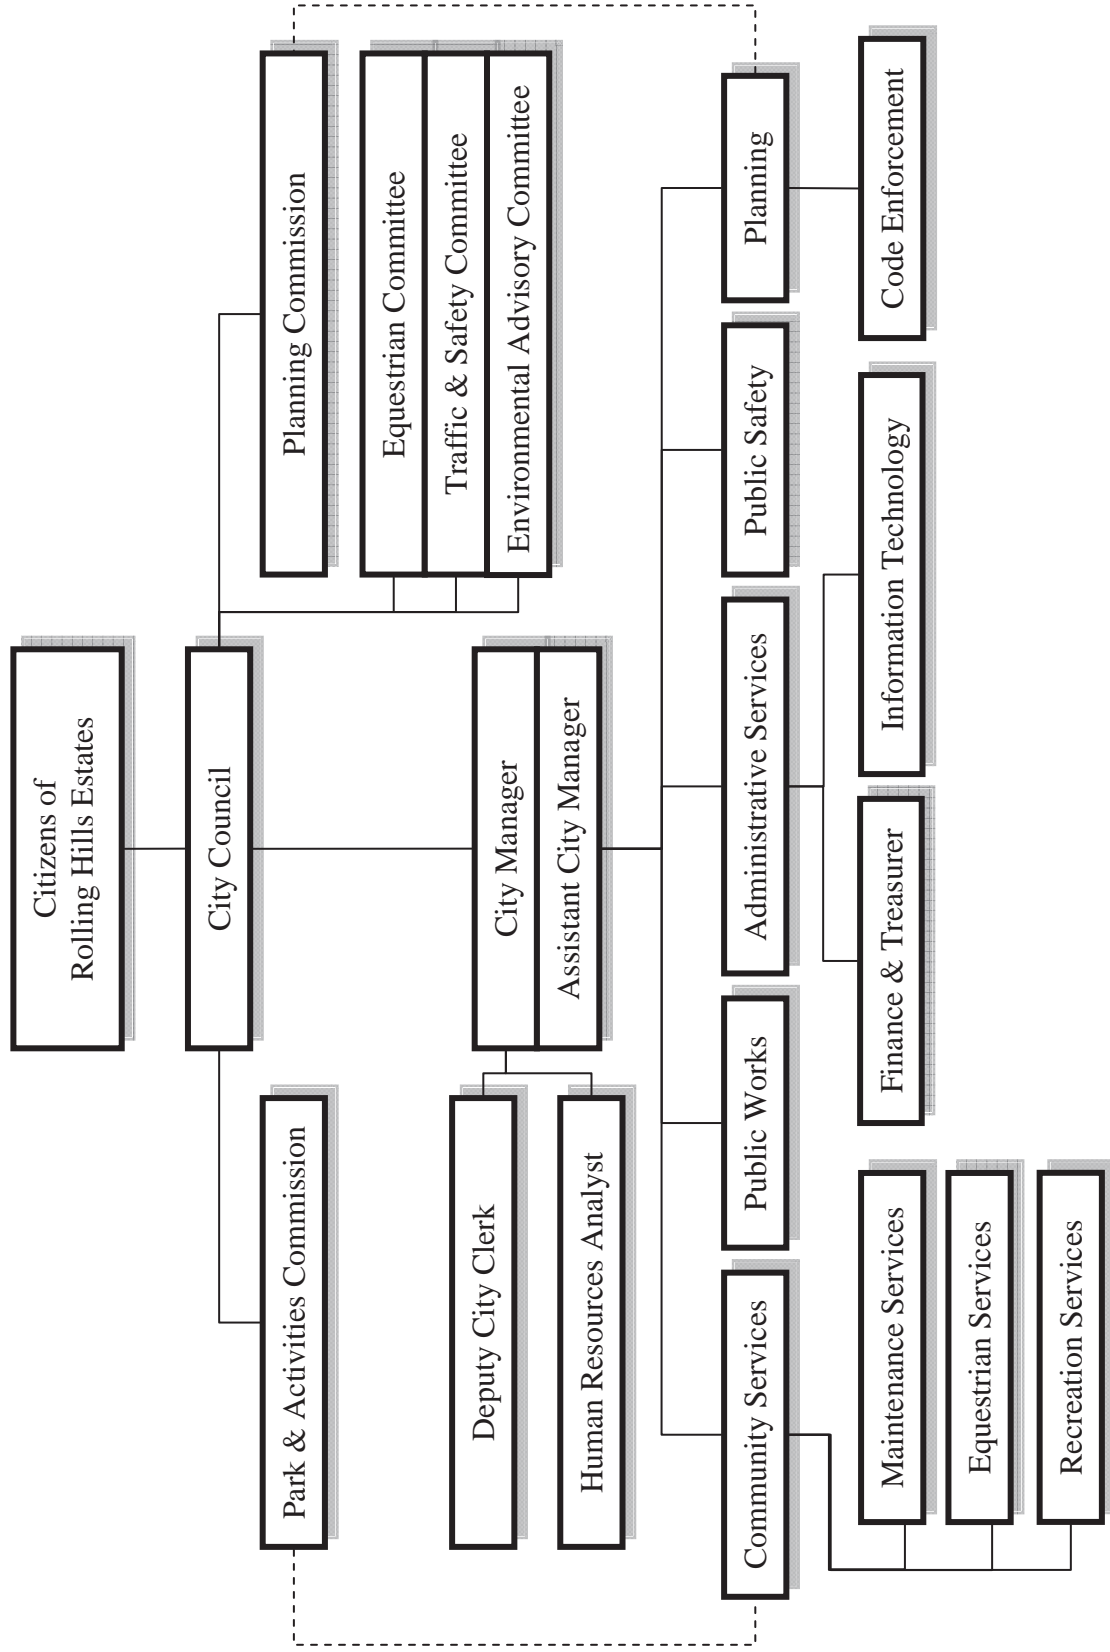 Citizens of
Rolling Hills Estates
City Council
Park & Activities Commission
Planning Commission
Equestrian Committee
Traffic & Safety Committee
Environmental Advisory Committee
City Manager
Assistant City Manager
Deputy City Clerk
Human Resources Analyst
Community Services
Public Works
Administrative Services
Public Safety
Planning
Maintenance Services
Equestrian Services
Recreation Services
Finance & Treasurer
Information Technology
Code Enforcement